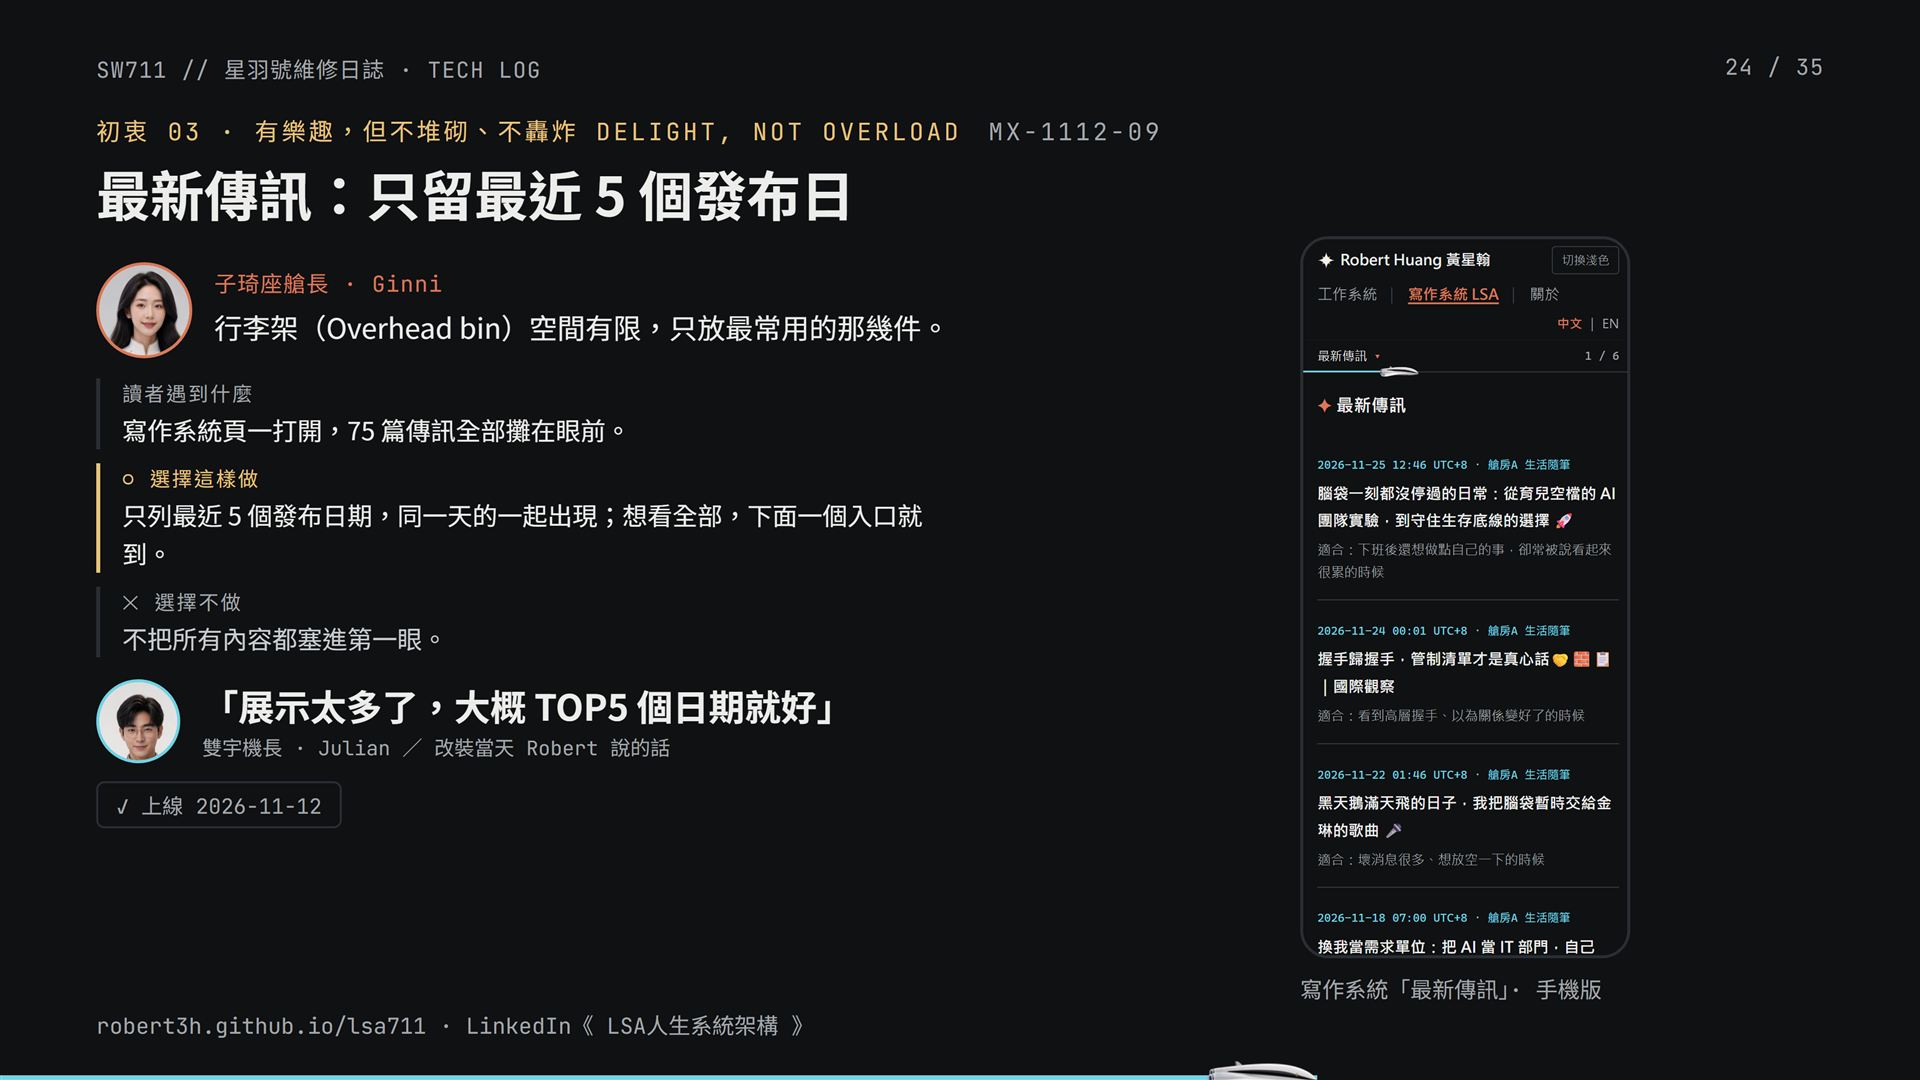 SW711 // 星羽號維修日誌 · TECH LOG
24 / 35
初衷 03 · 有樂趣，但不堆砌、不轟炸 DELIGHT, NOT OVERLOAD MX-1112-09
最新傳訊：只留最近 5 個發布日
子琦座艙長 · Ginni
行李架（Overhead bin）空間有限，只放最常用的那幾件。
讀者遇到什麼
寫作系統頁一打開，75 篇傳訊全部攤在眼前。
○ 選擇這樣做
只列最近 5 個發布日期，同一天的一起出現；想看全部，下面一個入口就
到。
× 選擇不做
不把所有內容都塞進第一眼。
「展示太多了，大概 TOP5 個日期就好」
雙宇機長 · Julian ／ 改裝當天 Robert 說的話
✓ 上線 2026-11-12
✦ Robert Huang 黃星翰
切換淺色
工作系統 | 寫作系統 LSA | 關於
中文 | EN
最新傳訊 ▾
1 / 6
✦ 最新傳訊
2026-11-25 12:46 UTC+8 · 艙房A 生活隨筆
腦袋一刻都沒停過的日常：從育兒空檔的 AI
團隊實驗，到守住生存底線的選擇 🚀
適合：下班後還想做點自己的事，卻常被說看起來
很累的時候
2026-11-24 00:01 UTC+8 · 艙房A 生活隨筆
握手歸握手，管制清單才是真心話🤝 🧱 📋
｜國際觀察
適合：看到高層握手、以為關係變好了的時候
2026-11-22 01:46 UTC+8 · 艙房A 生活隨筆
黑天鵝滿天飛的日子，我把腦袋暫時交給金
琳的歌曲 🎤
適合：壞消息很多、想放空一下的時候
2026-11-18 07:00 UTC+8 · 艙房A 生活隨筆
換我當需求單位：把 AI 當 IT 部門，自己
寫作系統「最新傳訊」· 手機版
robert3h.github.io/lsa711 · LinkedIn《 LSA人生系統架構 》